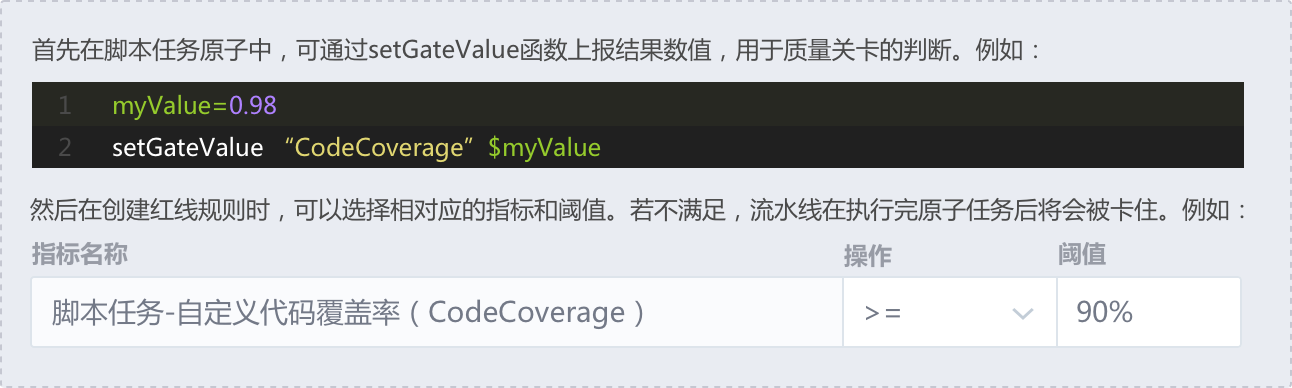 首先在脚本任务原子中，可通过setGateValue函数上报结果数值，用于质量关卡的判断。例如：
1 myValue=0.98
2 setGateValue “CodeCoverage” $myValue
然后在创建红线规则时，可以选择相对应的指标和阈值。若不满足，流水线在执行完原子任务后将会被卡住。例如：
指标名称 操作 阈值
脚本任务-自定义代码覆盖率（CodeCoverage） >= 90%